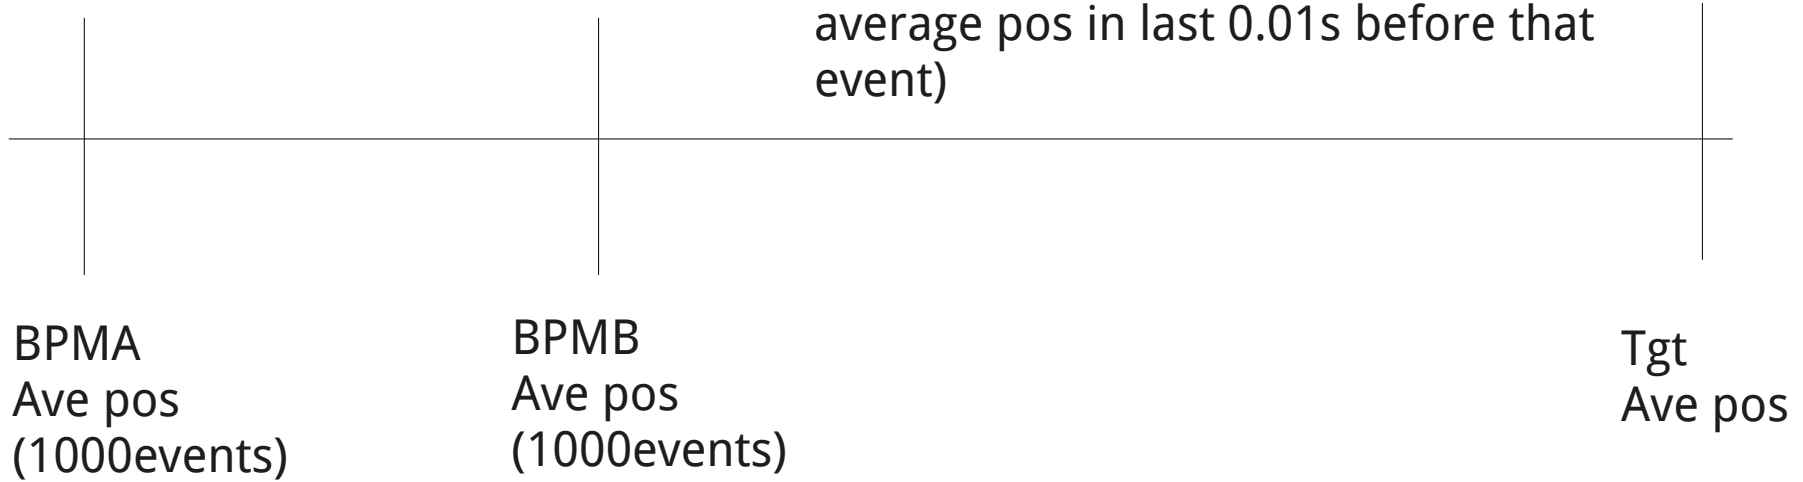 average pos in last 0.01s before that
event)
BPMA
Ave pos
(1000events)
BPMB
Ave pos
(1000events)
Tgt
Ave pos